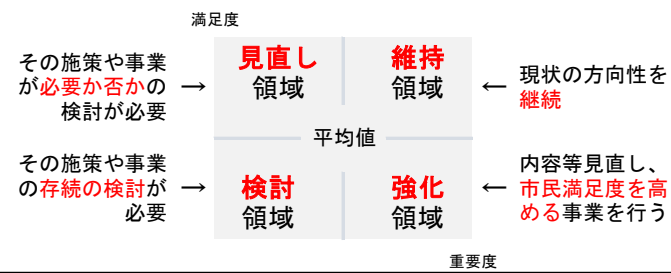 満足度
その施策や事業
が必要か否かの
検討が必要
→
見直し
領域
維持
領域
←
現状の方向性を
継続
平均値
その施策や事業
の存続の検討が
必要
→
検討
領域
強化
領域
←
内容等見直し、
市民満足度を高
める事業を行う
重要度